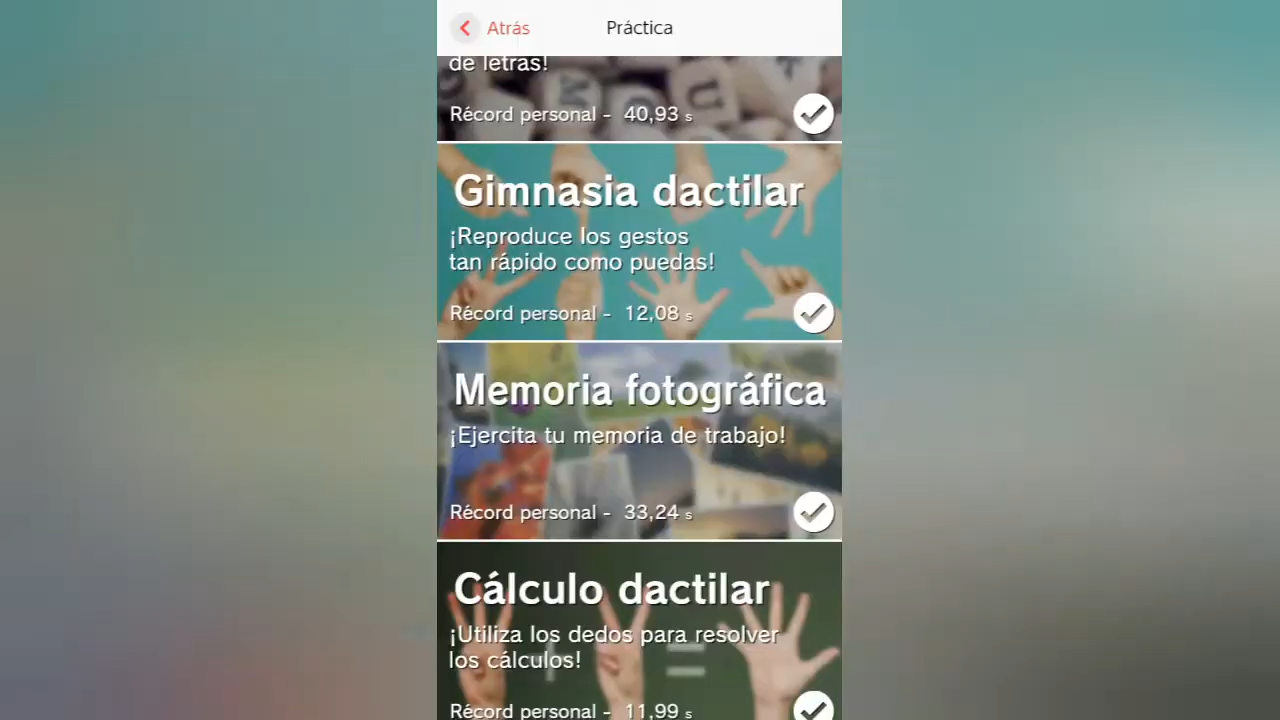 Atrás
Práctica
de letras!
Récord personal - 40,93 s
Gimnasia dactilar
¡Reproduce los gestos
tan rápido como puedas!
Récord personal - 12,08 s
Memoria fotográfica
¡Ejercita tu memoria de trabajo!
Récord personal - 33,24 s
Cálculo dactilar
¡Utiliza los dedos para resolver
los cálculos!
Récord personal - 11,99 s